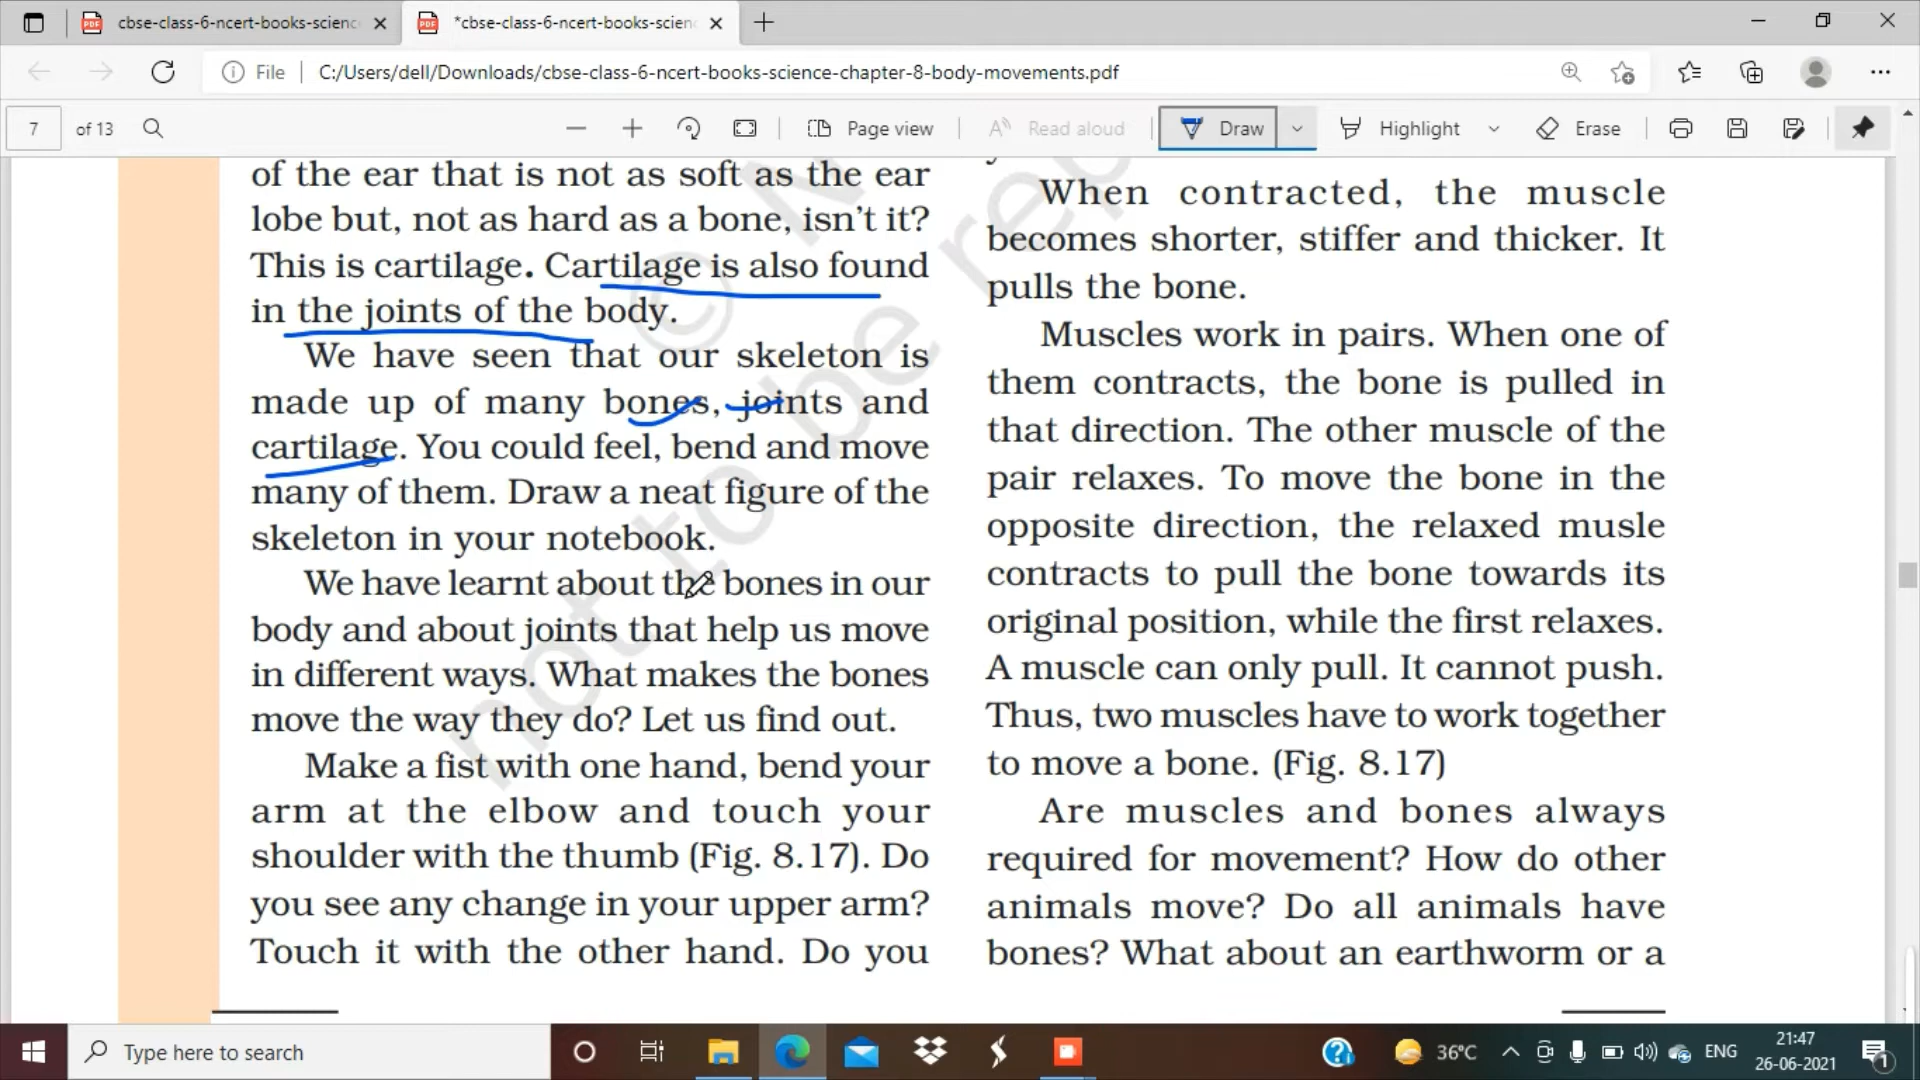 cbse-class-6-ncert-books-scienc
*cbse-class-6-ncert-books-scien
File
C:/Users/dell/Downloads/cbse-class-6-ncert-books-science-chapter-8-body-movements.pdf
7 of 13
Page view
Read aloud
Draw
Highlight
Erase
of the ear that is not as soft as the ear
lobe but, not as hard as a bone, isn't it?
This is cartilage. Cartilage is also found
in the joints of the body.
We have seen that our skeleton is
made up of many bones, joints and
cartilage. You could feel, bend and move
many of them. Draw a neat figure of the
skeleton in your notebook.
We have learnt about the bones in our
body and about joints that help us move
in different ways. What makes the bones
move the way they do? Let us find out.
Make a fist with one hand, bend your
arm at the elbow and touch your
shoulder with the thumb (Fig. 8.17). Do
you see any change in your upper arm?
Touch it with the other hand. Do you
When contracted, the muscle
becomes shorter, stiffer and thicker. It
pulls the bone.
Muscles work in pairs. When one of
them contracts, the bone is pulled in
that direction. The other muscle of the
pair relaxes. To move the bone in the
opposite direction, the relaxed musle
contracts to pull the bone towards its
original position, while the first relaxes.
A muscle can only pull. It cannot push.
Thus, two muscles have to work together
to move a bone. (Fig. 8.17)
Are muscles and bones always
required for movement? How do other
animals move? Do all animals have
bones? What about an earthworm or a
© N
not to be rep
Type here to search
36°C
ENG
21:47
26-06-2021
1